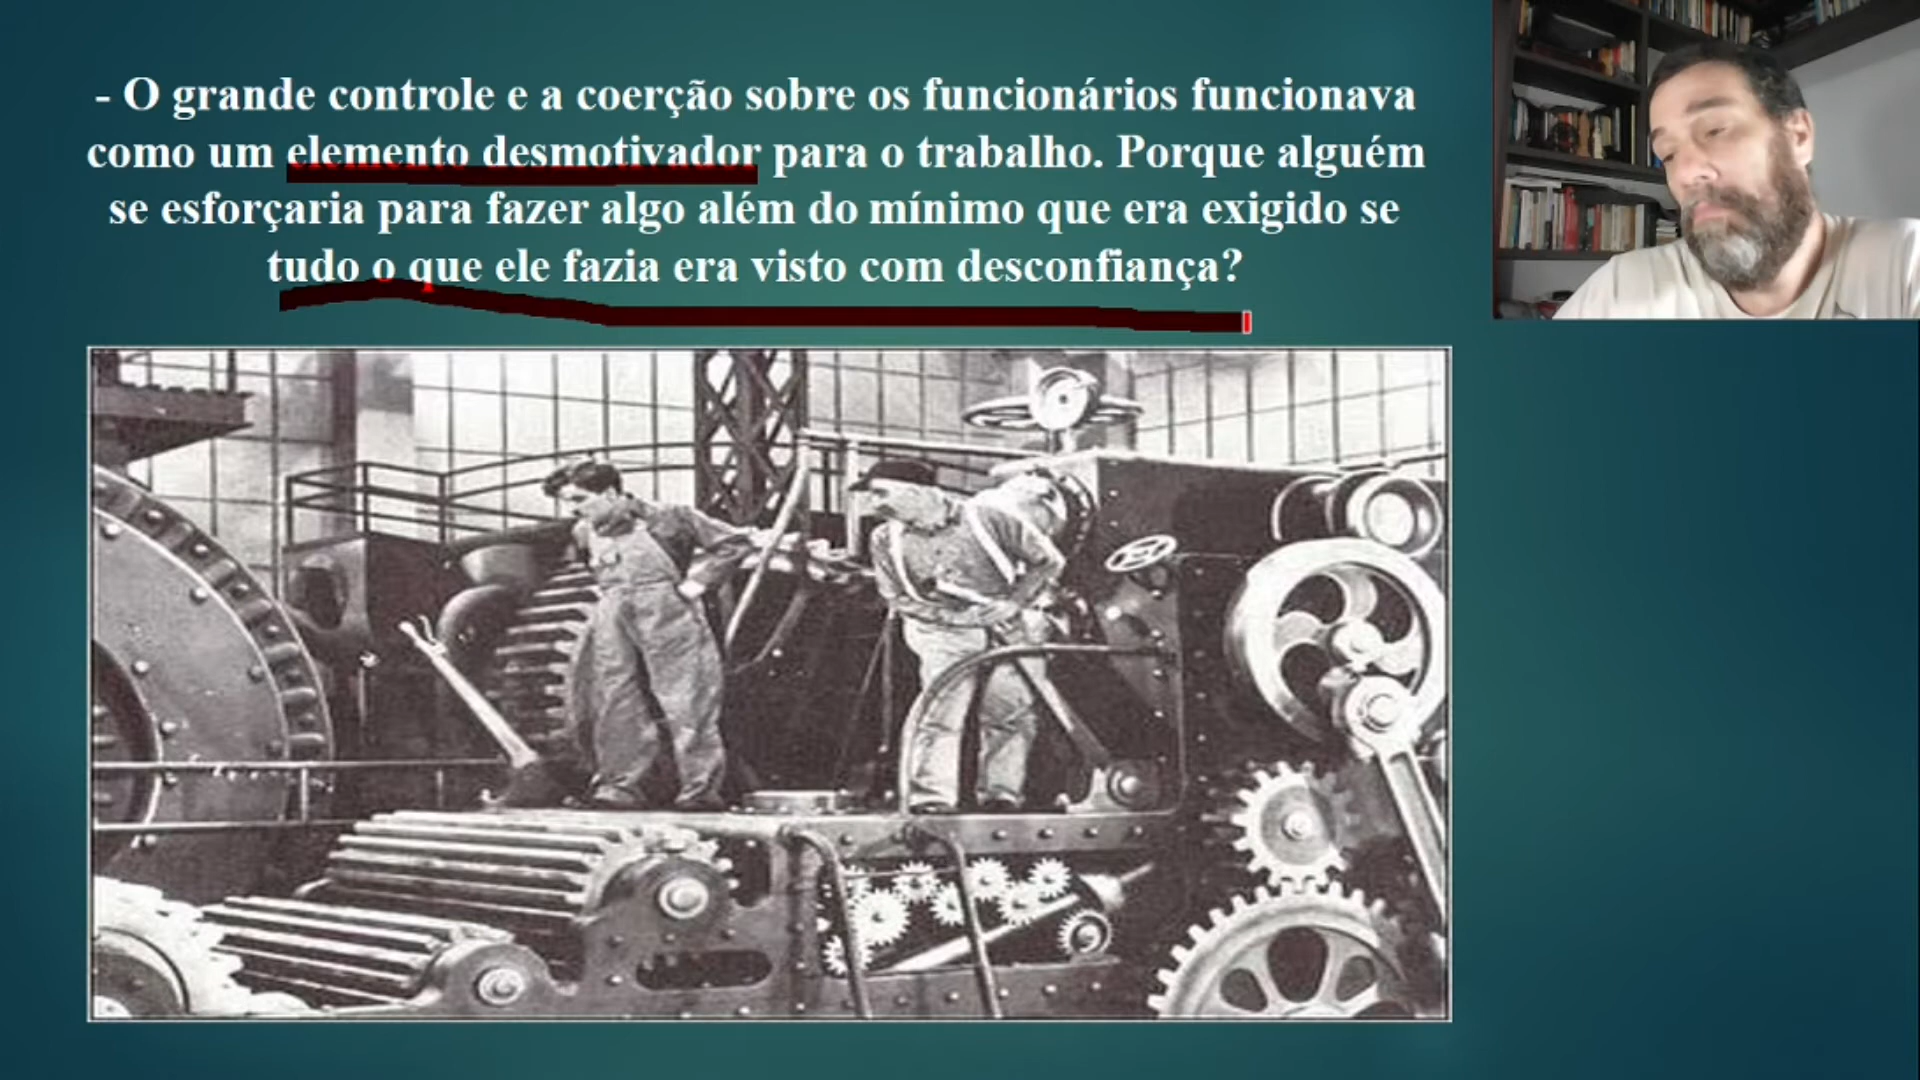 - O grande controle e a coerção sobre os funcionários funcionava
como um elemento desmotivador para o trabalho. Porque alguém
se esforçaria para fazer algo além do mínimo que era exigido se
tudo o que ele fazia era visto com desconfiança?